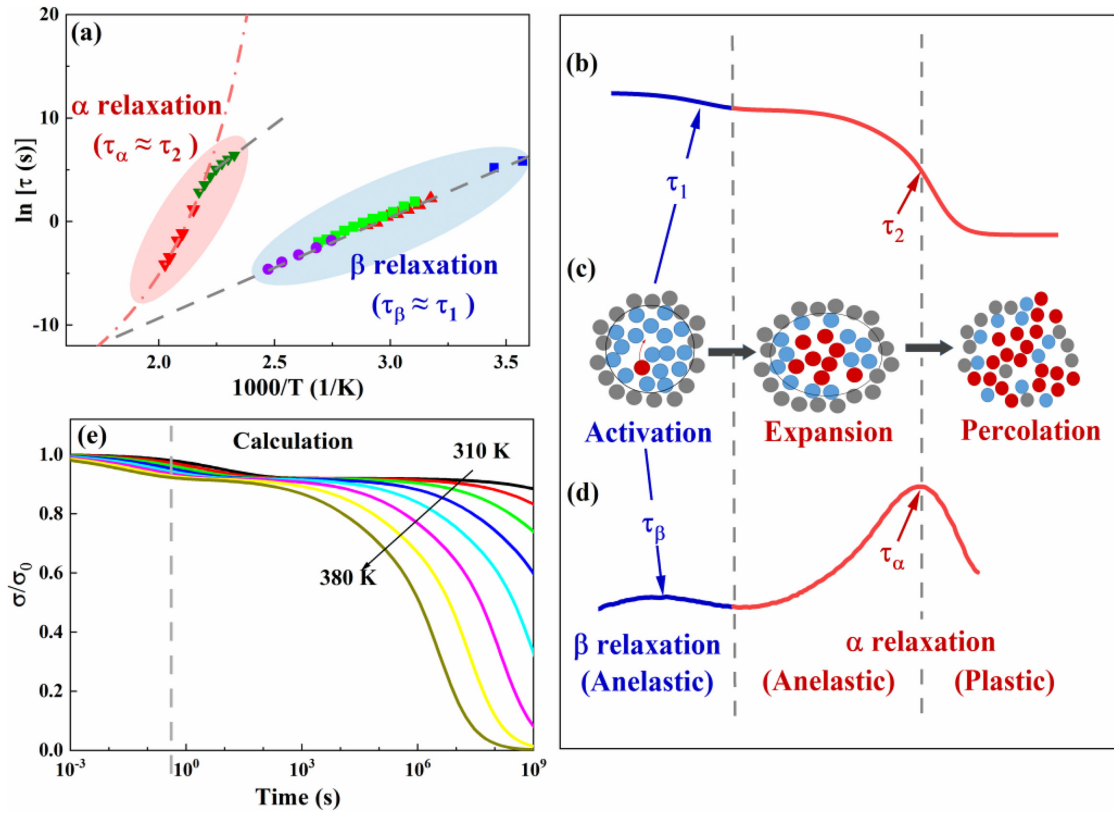 (a)
20
10
0
-10
ln [τ (s)]
α relaxation
(τα ≈ τ2 )
β relaxation
(τβ ≈ τ1 )
2.0 2.5 3.0 3.5
1000/T (1/K)
(b)
τ1
τ2
(c)
Activation
Expansion
Percolation
(d)
τβ
τα
β relaxation
(Anelastic)
α relaxation
(Anelastic)
(Plastic)
(e)
Calculation
310 K
380 K
1.0
0.8
0.6
0.4
0.2
0.0
σ/σ0
10-3 100 103 106 109
Time (s)